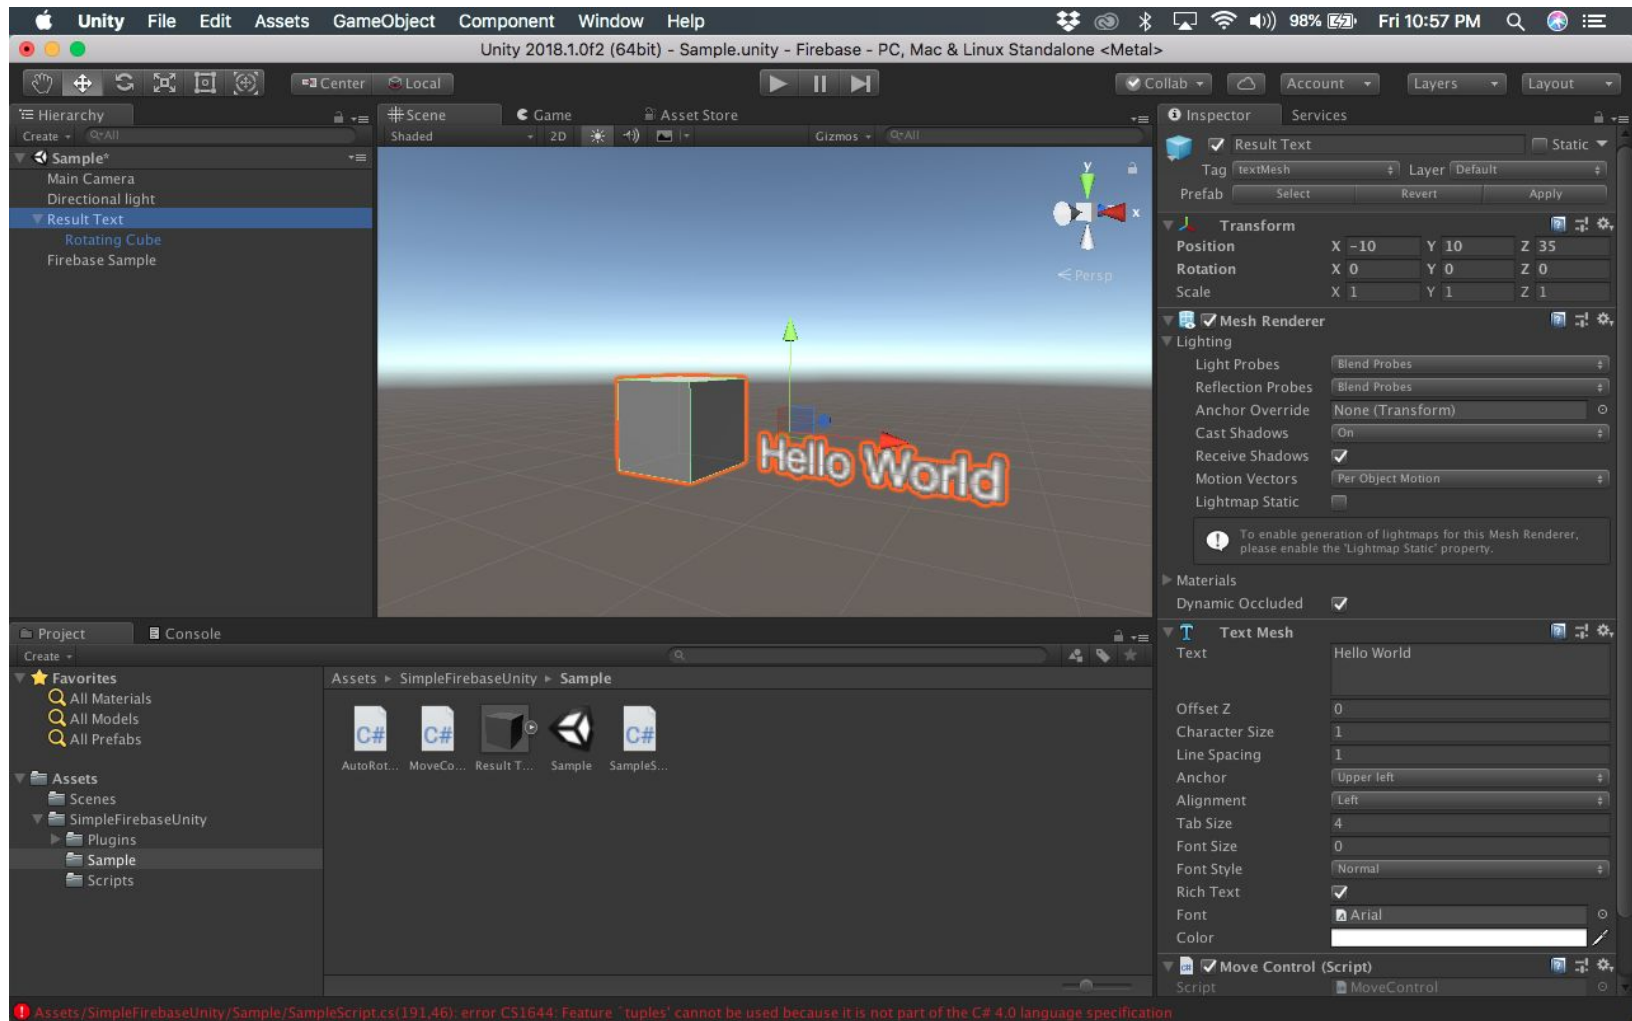 Unity File Edit Assets GameObject Component Window Help 98% Fri 10:57 PM
Unity 2018.1.0f2 (64bit) - Sample.unity - Firebase - PC, Mac & Linux Standalone <Metal>
Center Local Collab Account Layers Layout
Hierarchy
Create All
Sample*
Main Camera
Directional light
Result Text
Rotating Cube
Firebase Sample
Scene Game Asset Store
Shaded 2D Gizmos All
y
x
Persp
Hello World
Inspector Services
Result Text Static
Tag textMesh Layer Default
Prefab Select Revert Apply
Transform
Position X -10 Y 10 Z 35
Rotation X 0 Y 0 Z 0
Scale X 1 Y 1 Z 1
Mesh Renderer
Lighting
Light Probes Blend Probes
Reflection Probes Blend Probes
Anchor Override None (Transform)
Cast Shadows On
Receive Shadows
Motion Vectors Per Object Motion
Lightmap Static
To enable generation of lightmaps for this Mesh Renderer,
please enable the 'Lightmap Static' property.
Materials
Dynamic Occluded
Text Mesh
Text Hello World
Offset Z 0
Character Size 1
Line Spacing 1
Anchor Upper left
Alignment Left
Tab Size 4
Font Size 0
Font Style Normal
Rich Text
Font Arial
Color
C# Move Control (Script)
Script MoveControl
Project Console
Create
Favorites
All Materials
All Models
All Prefabs
Assets
Scenes
SimpleFirebaseUnity
Plugins
Sample
Scripts
Assets SimpleFirebaseUnity Sample
C# C# C#
AutoRot... MoveCo... Result T... Sample SampleS...
Assets/SimpleFirebaseUnity/Sample/SampleScript.cs(191,46): error CS1644: Feature `tuples' cannot be used because it is not part of the C# 4.0 language specification